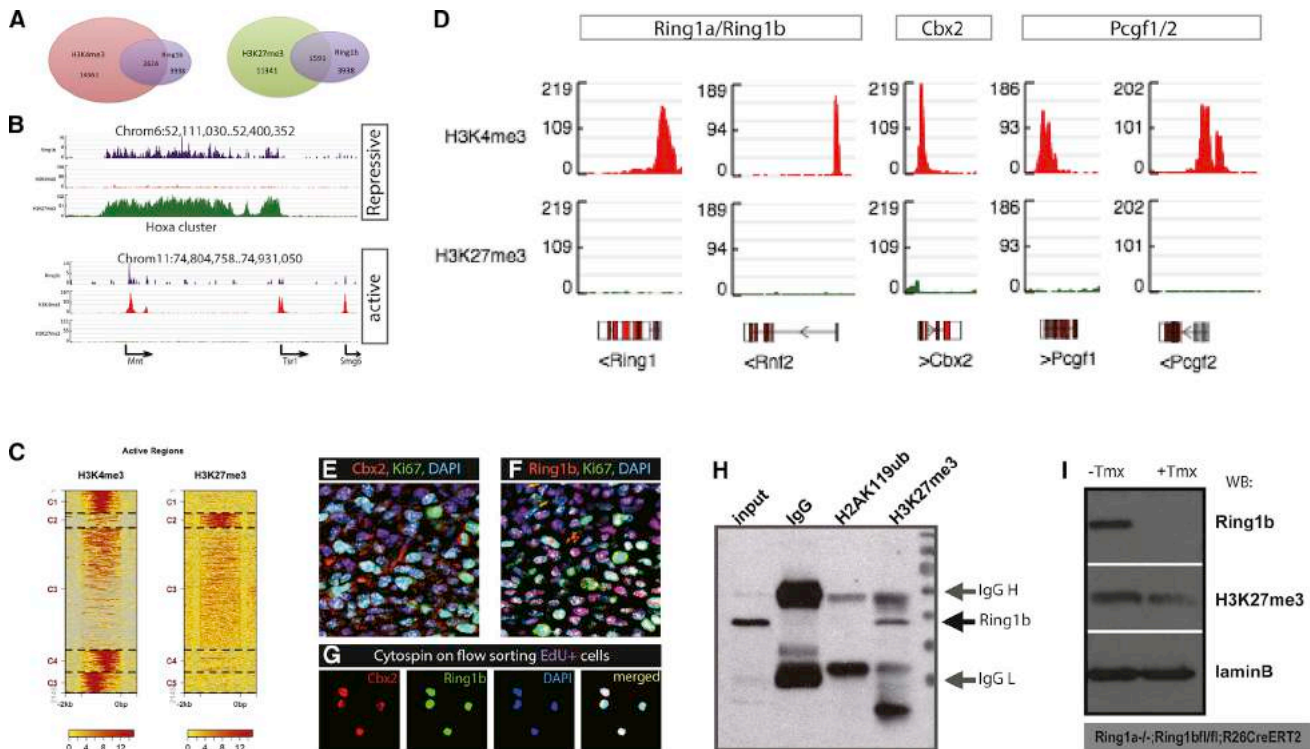 A
H3K4me3
Ring1b
2624
H3K27me3
11341
1591
Ring1b
3938
B
Chrom6:52,111,030..52,400,352
Repressive
Hoxa cluster
Chrom11:74,804,758..74,931,050
active
Mnt
Tsr1
Smg6
C
Active Regions
H3K4me3
H3K27me3
C1
C2
C3
C4
C5
C1
C2
C3
C4
C5
-2kb
0bp
-2kb
0bp
0 4 8 12
0 4 8 12
D
Ring1a/Ring1b
Cbx2
Pcgf1/2
H3K4me3
219
109
0
189
94
0
219
109
0
186
93
0
202
101
0
H3K27me3
219
109
0
189
94
0
219
109
0
186
93
0
202
101
0
<Ring1
<Rnf2
>Cbx2
>Pcgf1
<Pcgf2
E
Cbx2, Ki67, DAPI
F
Ring1b, Ki67, DAPI
G
Cytospin on flow sorting EdU+ cells
Cbx2
Ring1b
DAPI
merged
H
input
IgG
H2AK119ub
H3K27me3
IgG H
Ring1b
IgG L
I
-Tmx
+Tmx
WB:
Ring1b
H3K27me3
laminB
Ring1a-/-;Ring1bfl/fl;R26CreERT2